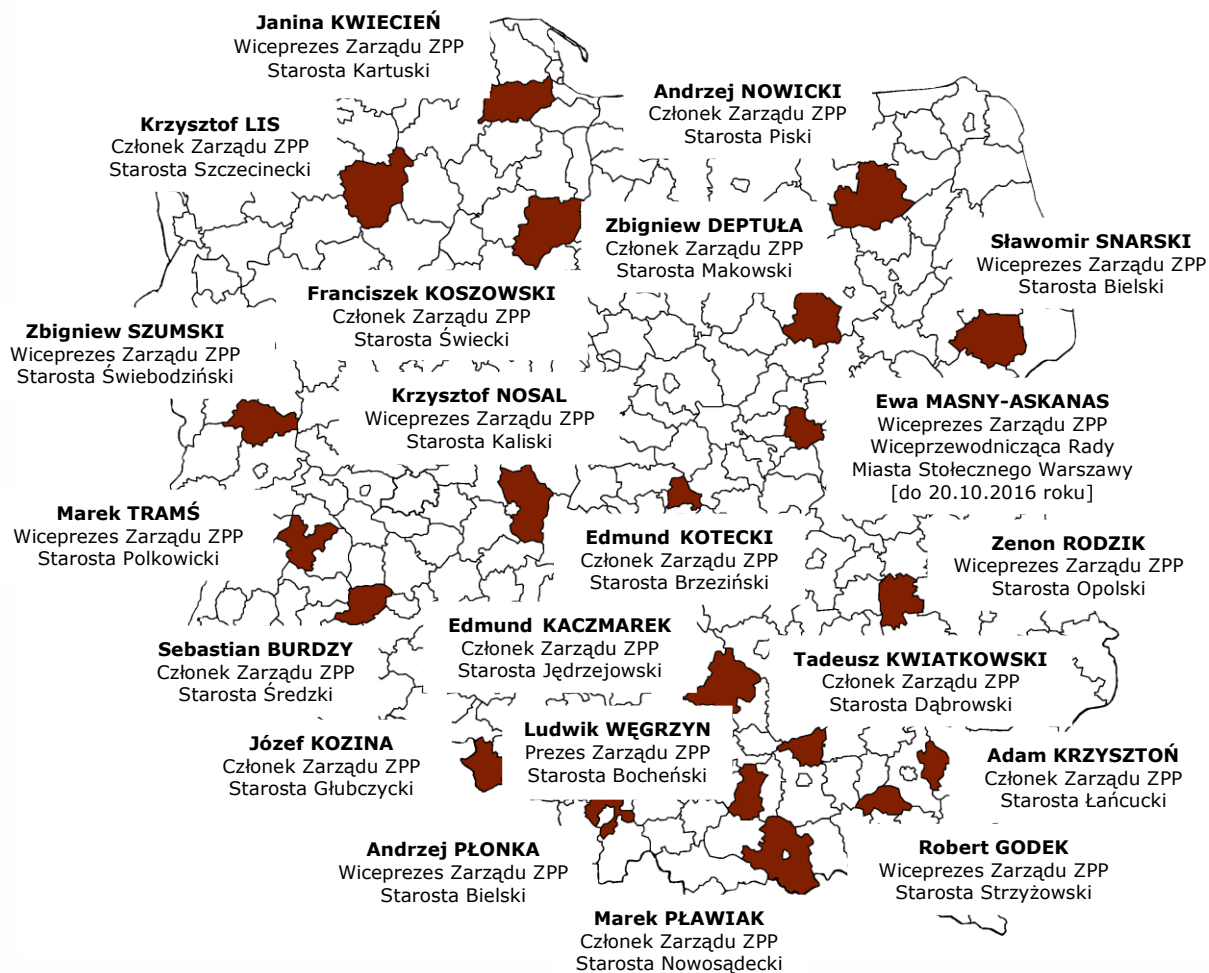 Janina KWIECIEŃ
Wiceprezes Zarządu ZPP
Starosta Kartuski
Andrzej NOWICKI
Członek Zarządu ZPP
Starosta Piski
Krzysztof LIS
Członek Zarządu ZPP
Starosta Szczecinecki
Zbigniew DEPTUŁA
Członek Zarządu ZPP
Starosta Makowski
Sławomir SNARSKI
Wiceprezes Zarządu ZPP
Starosta Bielski
Franciszek KOSZOWSKI
Członek Zarządu ZPP
Starosta Świecki
Zbigniew SZUMSKI
Wiceprezes Zarządu ZPP
Starosta Świebodziński
Krzysztof NOSAL
Wiceprezes Zarządu ZPP
Starosta Kaliski
Ewa MASNY-ASKANAS
Wiceprezes Zarządu ZPP
Wiceprzewodnicząca Rady
Miasta Stołecznego Warszawy
[do 20.10.2016 roku]
Marek TRAMŚ
Wiceprezes Zarządu ZPP
Starosta Polkowicki
Edmund KOTECKI
Członek Zarządu ZPP
Starosta Brzeziński
Zenon RODZIK
Wiceprezes Zarządu ZPP
Starosta Opolski
Sebastian BURDZY
Członek Zarządu ZPP
Starosta Średzki
Edmund KACZMAREK
Członek Zarządu ZPP
Starosta Jędrzejowski
Tadeusz KWIATKOWSKI
Członek Zarządu ZPP
Starosta Dąbrowski
Józef KOZINA
Członek Zarządu ZPP
Starosta Głubczycki
Ludwik WĘGRZYN
Prezes Zarządu ZPP
Starosta Bocheński
Adam KRZYSZTOŃ
Członek Zarządu ZPP
Starosta Łańcucki
Andrzej PŁONKA
Wiceprezes Zarządu ZPP
Starosta Bielski
Robert GODEK
Wiceprezes Zarządu ZPP
Starosta Strzyżowski
Marek PŁAWIAK
Członek Zarządu ZPP
Starosta Nowosądecki